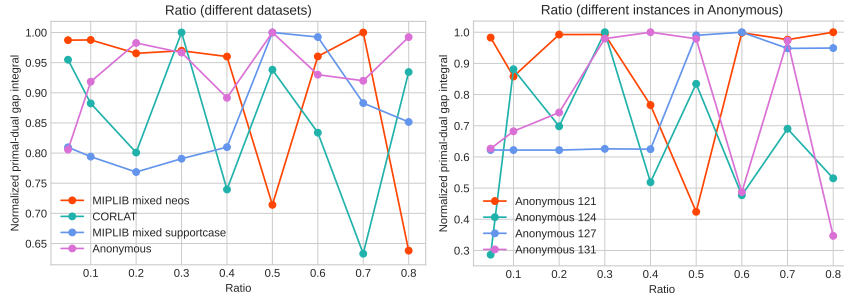 Ratio (different datasets)
Normalized primal-dual gap integral
1.00
0.95
0.90
0.85
0.80
0.75
0.70
0.65
MIPLIB mixed neos
CORLAT
MIPLIB mixed supportcase
Anonymous
0.1 0.2 0.3 0.4 0.5 0.6 0.7 0.8
Ratio
Ratio (different instances in Anonymous)
Normalized primal-dual gap integral
1.0
0.9
0.8
0.7
0.6
0.5
0.4
0.3
Anonymous 121
Anonymous 124
Anonymous 127
Anonymous 131
0.1 0.2 0.3 0.4 0.5 0.6 0.7 0.8
Ratio